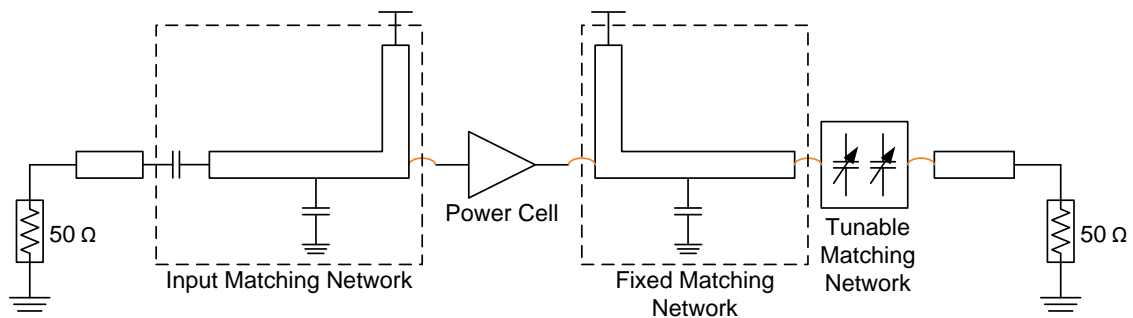 50 Ω
Input Matching Network
Power Cell
Fixed Matching
Network
Tunable
Matching
Network
50 Ω